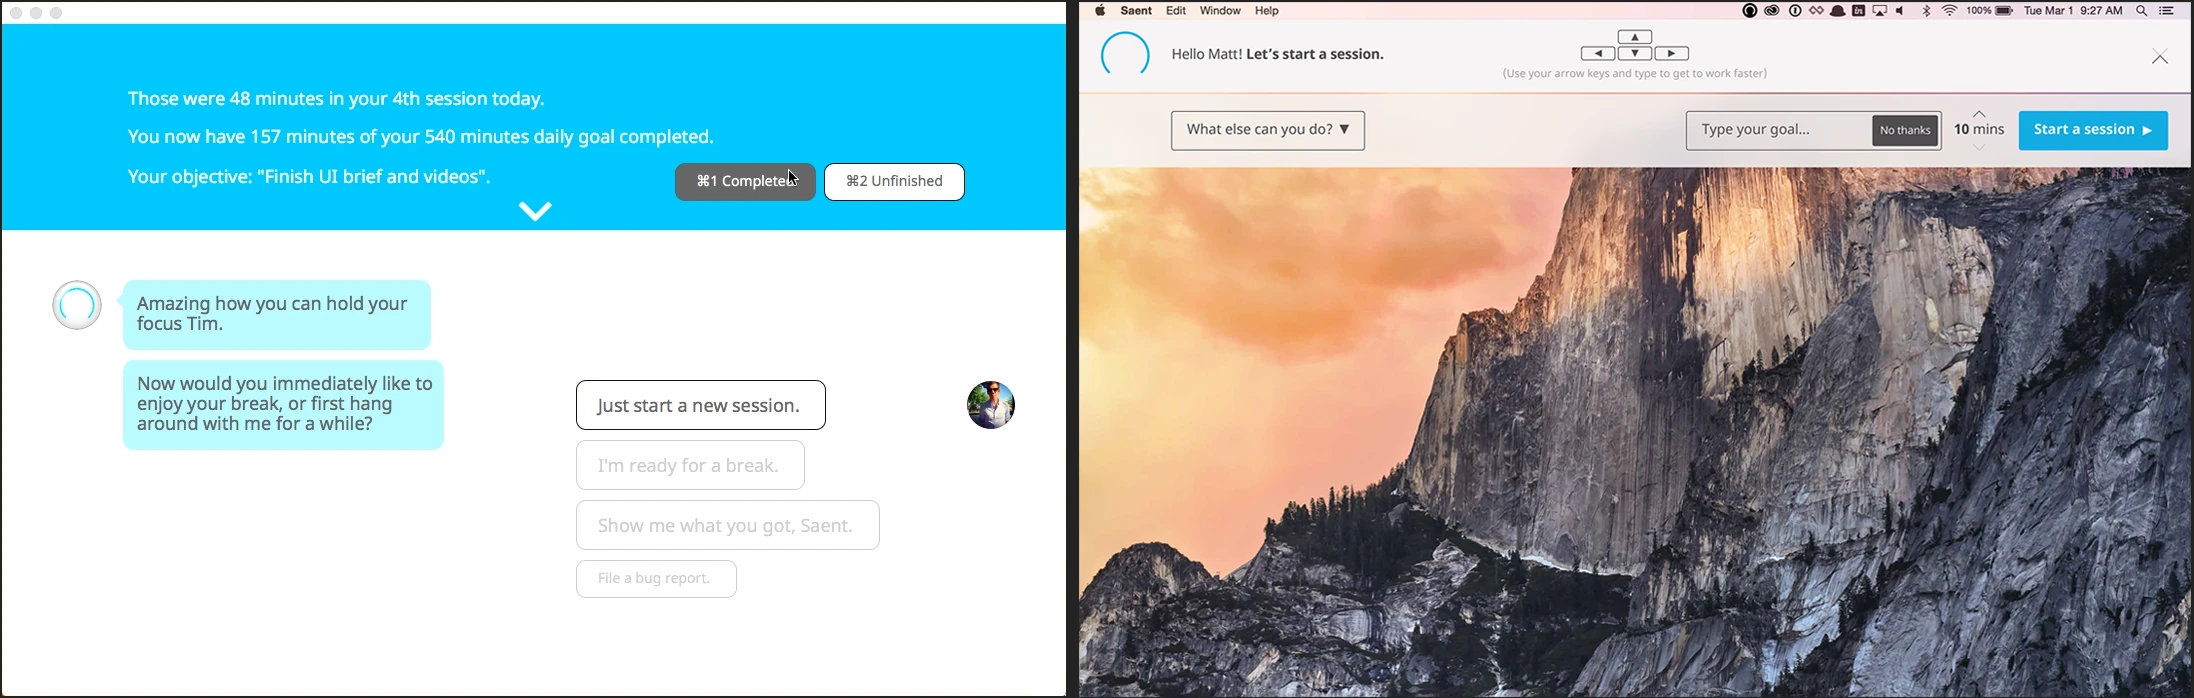 Those were 48 minutes in your 4th session today.
You now have 157 minutes of your 540 minutes daily goal completed.
Your objective: "Finish UI brief and videos".
⌘1 Completed
⌘2 Unfinished
Amazing how you can hold your
focus Tim.
Now would you immediately like to
enjoy your break, or first hang
around with me for a while?
Just start a new session.
I'm ready for a break.
Show me what you got, Saent.
File a bug report.
Saent Edit Window Help
100% Tue Mar 1 9:27 AM
Hello Matt! Let's start a session.
(Use your arrow keys and type to get to work faster)
What else can you do? ▼
Type your goal...
No thanks
10 mins
Start a session ▶